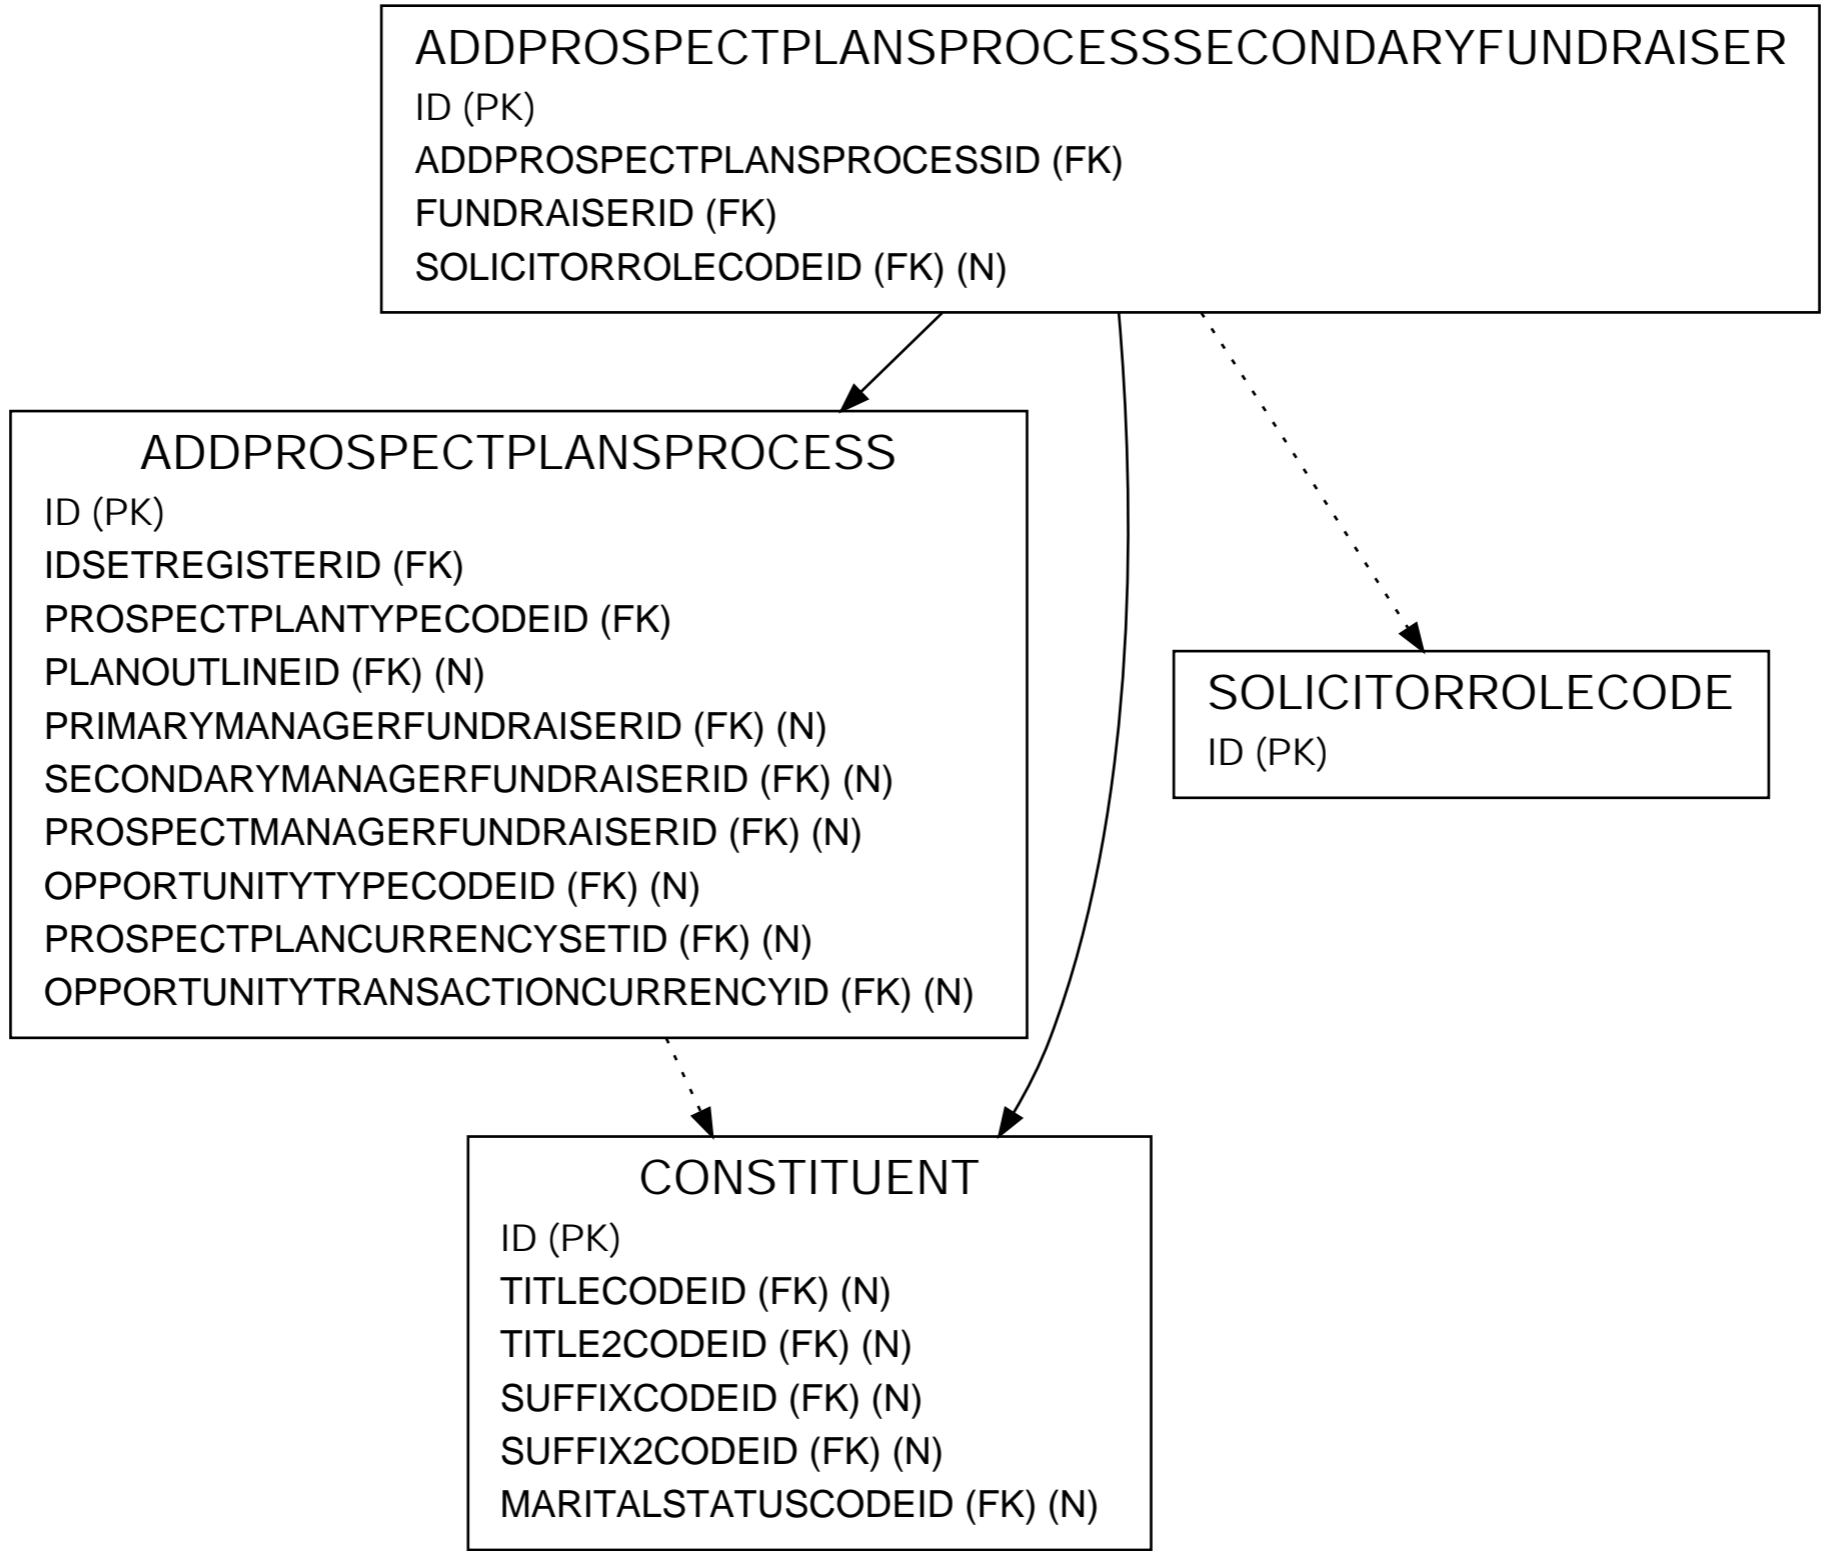 ADDPROSPECTPLANSPROCESSSECONDARYFUNDRAISER
ID (PK)
ADDPROSPECTPLANSPROCESSID (FK)
FUNDRAISERID (FK)
SOLICITORROLECODEID (FK) (N)
ADDPROSPECTPLANSPROCESS
ID (PK)
IDSETREGISTERID (FK)
PROSPECTPLANTYPECODEID (FK)
PLANOUTLINEID (FK) (N)
PRIMARYMANAGERFUNDRAISERID (FK) (N)
SECONDARYMANAGERFUNDRAISERID (FK) (N)
PROSPECTMANAGERFUNDRAISERID (FK) (N)
OPPORTUNITYTYPECODEID (FK) (N)
PROSPECTPLANCURRENCYSETID (FK) (N)
OPPORTUNITYTRANSACTIONCURRENCYID (FK) (N)
SOLICITORROLECODE
ID (PK)
CONSTITUENT
ID (PK)
TITLECODEID (FK) (N)
TITLE2CODEID (FK) (N)
SUFFIXCODEID (FK) (N)
SUFFIX2CODEID (FK) (N)
MARITALSTATUSCODEID (FK) (N)